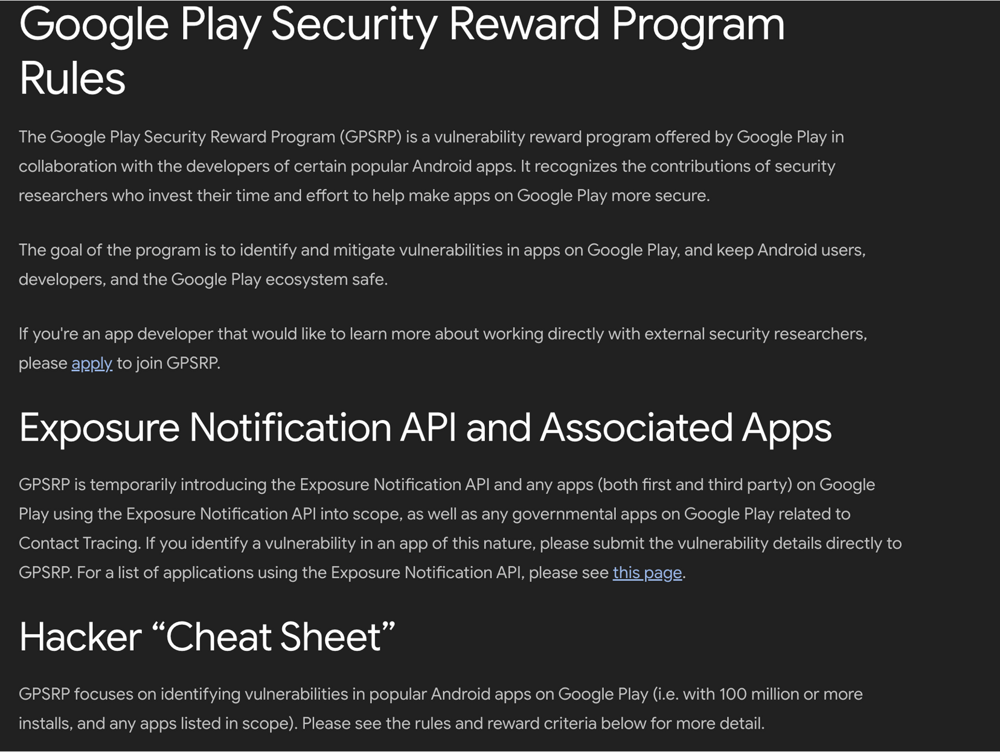 Google Play Security Reward Program
Rules
The Google Play Security Reward Program (GPSRP) is a vulnerability reward program offered by Google Play in
collaboration with the developers of certain popular Android apps. It recognizes the contributions of security
researchers who invest their time and effort to help make apps on Google Play more secure.
The goal of the program is to identify and mitigate vulnerabilities in apps on Google Play, and keep Android users,
developers, and the Google Play ecosystem safe.
If you're an app developer that would like to learn more about working directly with external security researchers,
please apply to join GPSRP.
Exposure Notification API and Associated Apps
GPSRP is temporarily introducing the Exposure Notification API and any apps (both first and third party) on Google
Play using the Exposure Notification API into scope, as well as any governmental apps on Google Play related to
Contact Tracing. If you identify a vulnerability in an app of this nature, please submit the vulnerability details directly to
GPSRP. For a list of applications using the Exposure Notification API, please see this page.
Hacker “Cheat Sheet”
GPSRP focuses on identifying vulnerabilities in popular Android apps on Google Play (i.e. with 100 million or more
installs, and any apps listed in scope). Please see the rules and reward criteria below for more detail.